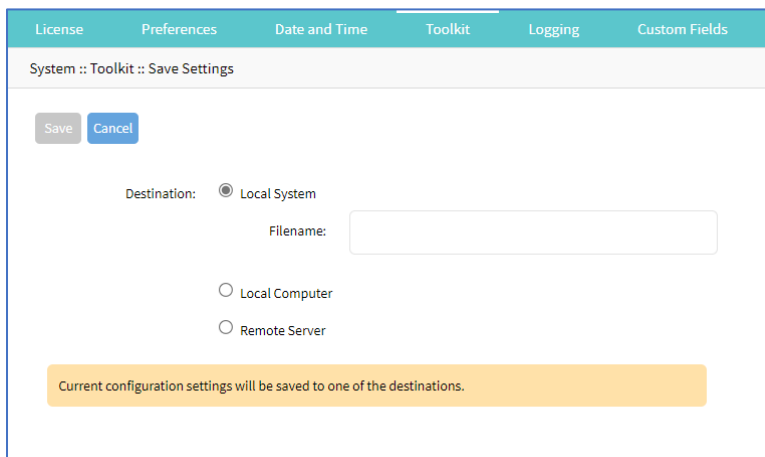 License Preferences Date and Time Toolkit Logging Custom Fields
System :: Toolkit :: Save Settings
Save Cancel
Destination: Local System
Filename:
Local Computer
Remote Server
Current configuration settings will be saved to one of the destinations.